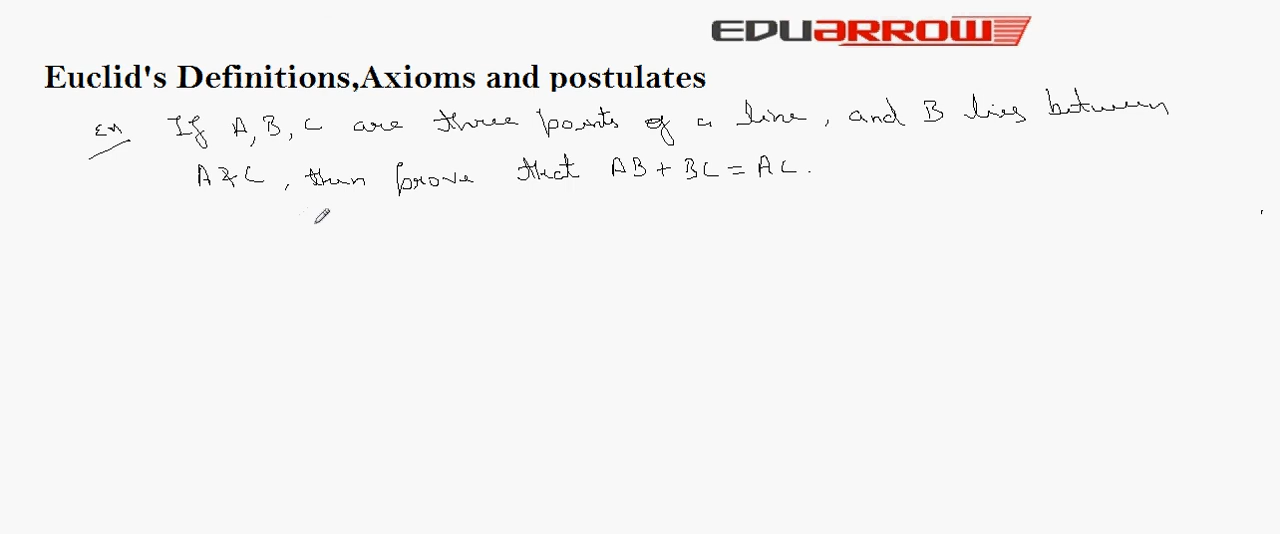 EDUARROW
Euclid's Definitions,Axioms and postulates
Ex If A, B, C are three points of a line, and B lies between
A & C, then prove that AB + BC = AC.